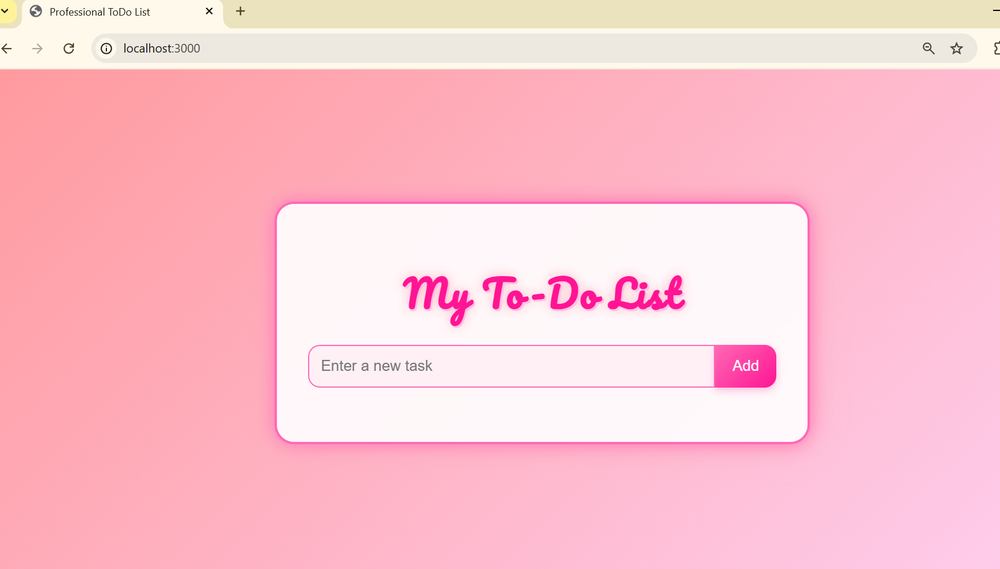 Professional ToDo List
localhost:3000
My To-Do List
Enter a new task
Add